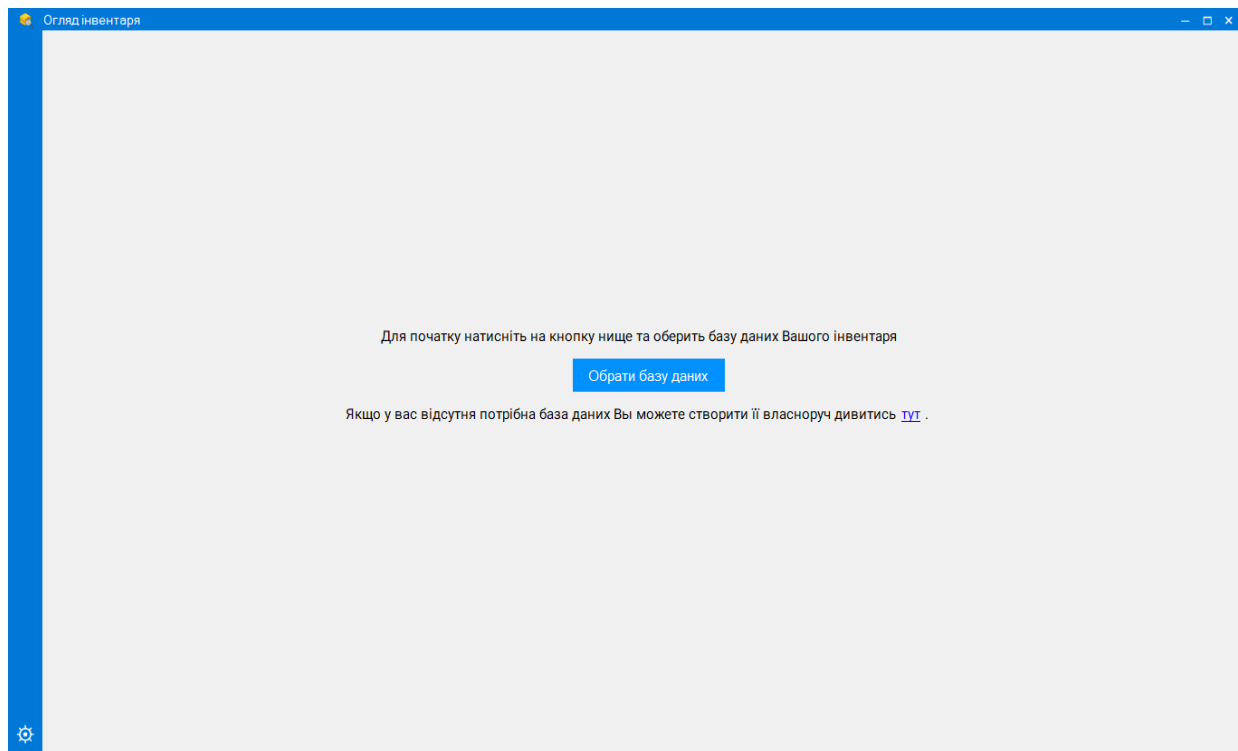 Огляд інвентаря
Для початку натисніть на кнопку нище та оберить базу даних Вашого інвентаря
Обрати базу даних
Якщо у вас відсутня потрібна база даних Ви можете створити її власноруч дивитись тут .